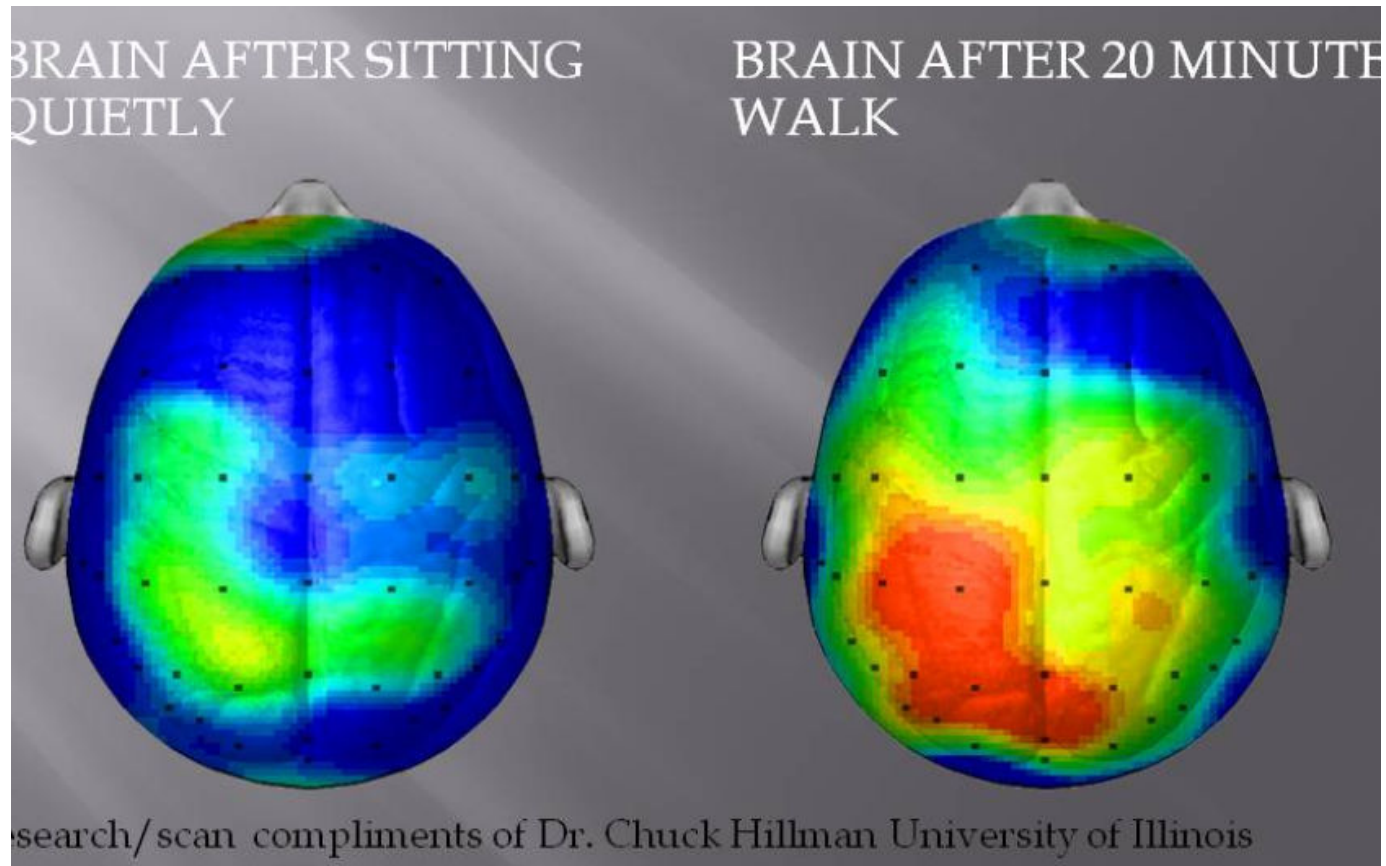 BRAIN AFTER SITTING
QUIETLY
BRAIN AFTER 20 MINUTE
WALK
esearch/scan compliments of Dr. Chuck Hillman University of Illinois